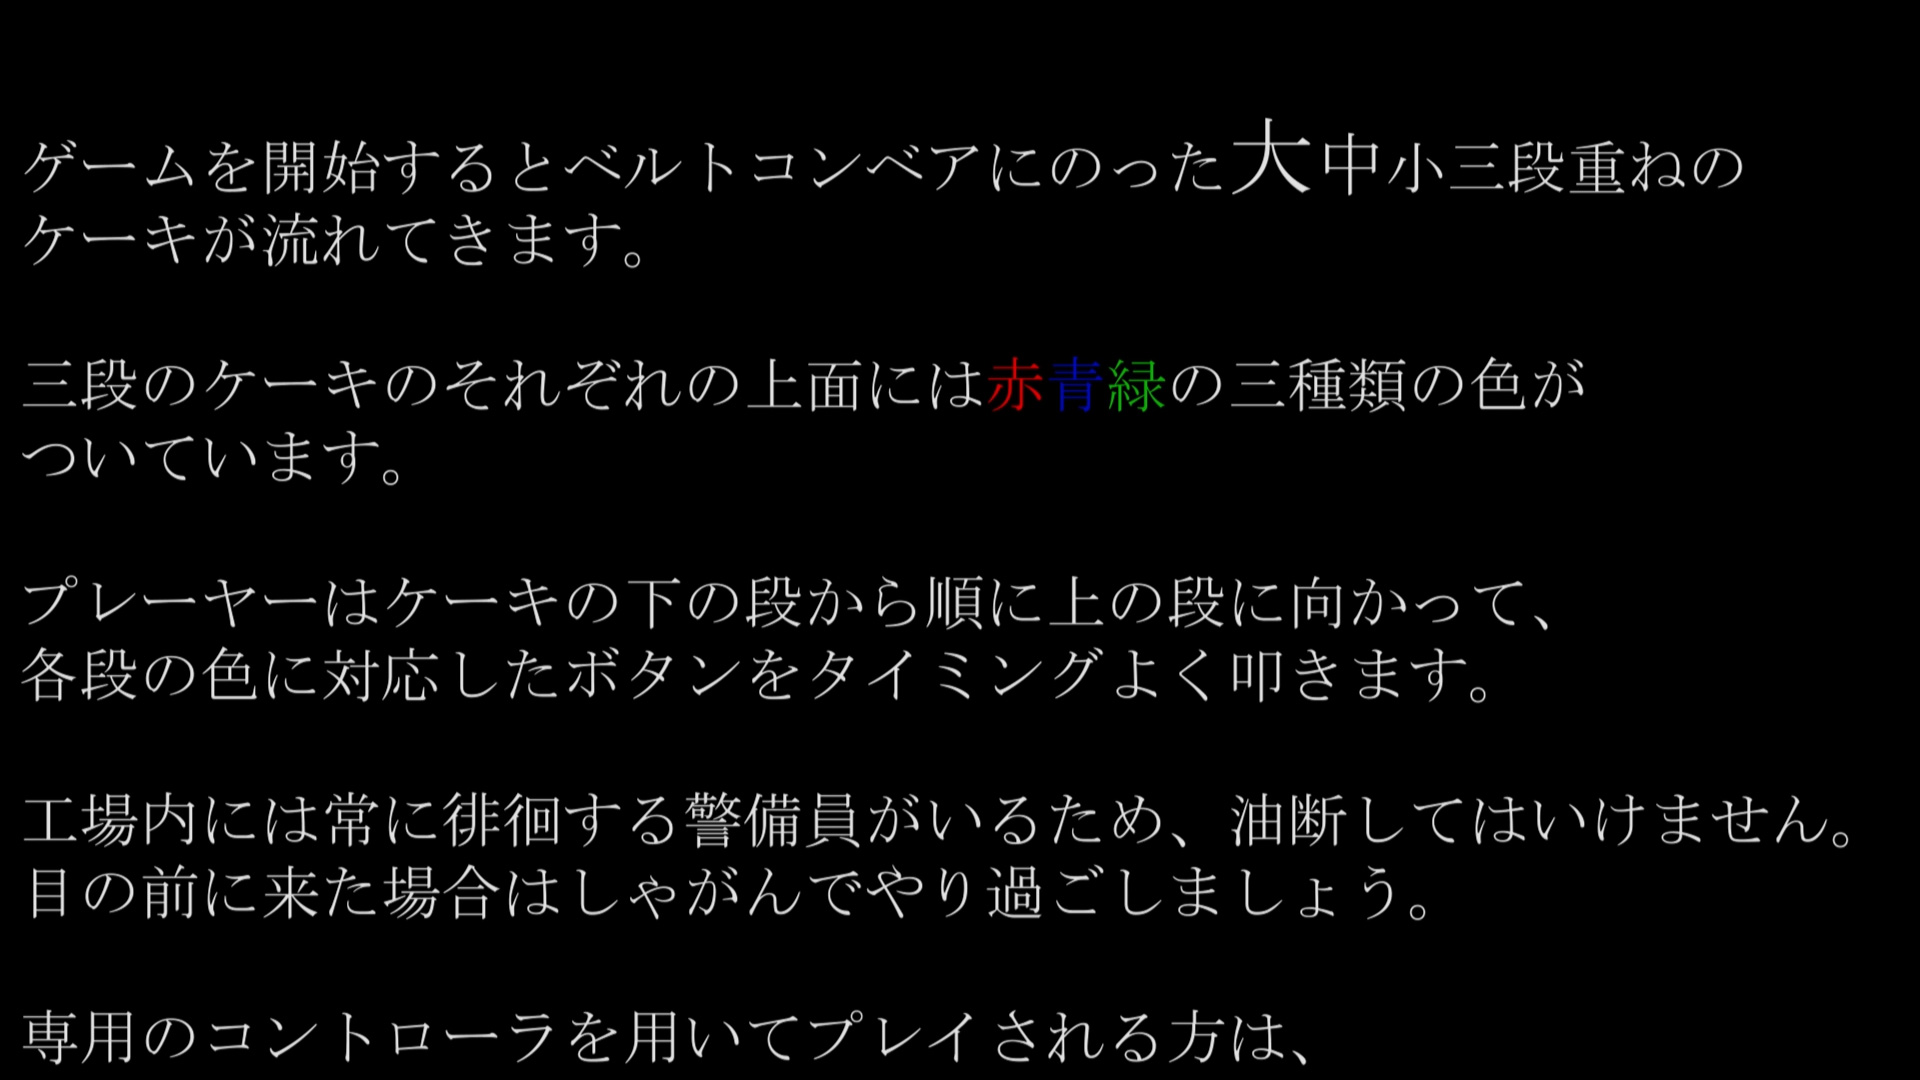 ゲームを開始するとベルトコンベアにのった大中小三段重ねの
ケーキが流れてきます。
三段のケーキのそれぞれの上面には赤青緑の三種類の色が
ついています。
プレーヤーはケーキの下の段から順に上の段に向かって、
各段の色に対応したボタンをタイミングよく叩きます。
工場内には常に徘徊する警備員がいるため、油断してはいけません。
目の前に来た場合はしゃがんでやり過ごしましょう。
専用のコントローラを用いてプレイされる方は、